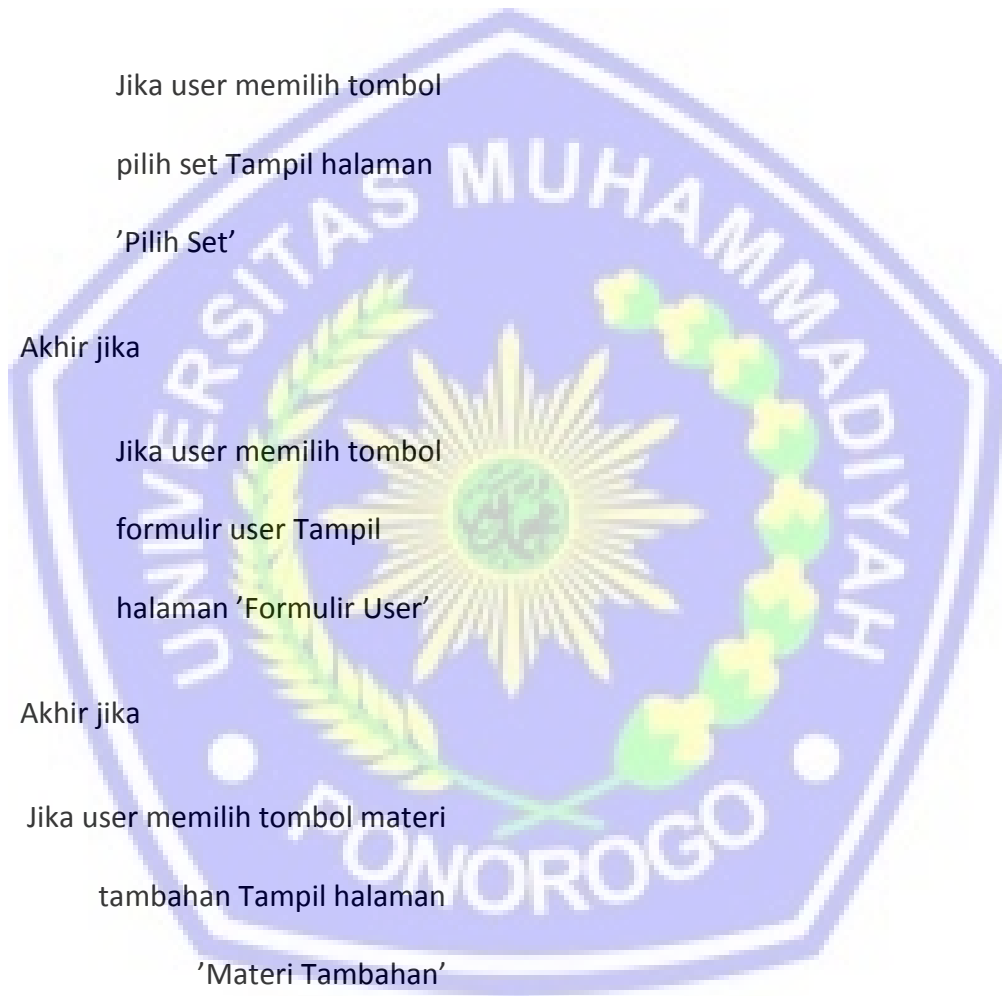 Jika user memilih tombol
pilih set Tampil halaman
’Pilih Set’
Akhir jika
Jika user memilih tombol
formulir user Tampil
halaman ’Formulir User’
Akhir jika
Jika user memilih tombol materi
tambahan Tampil halaman
’Materi Tambahan’
UNIVERSITAS MUHAMMADIYAH
PONOROGO